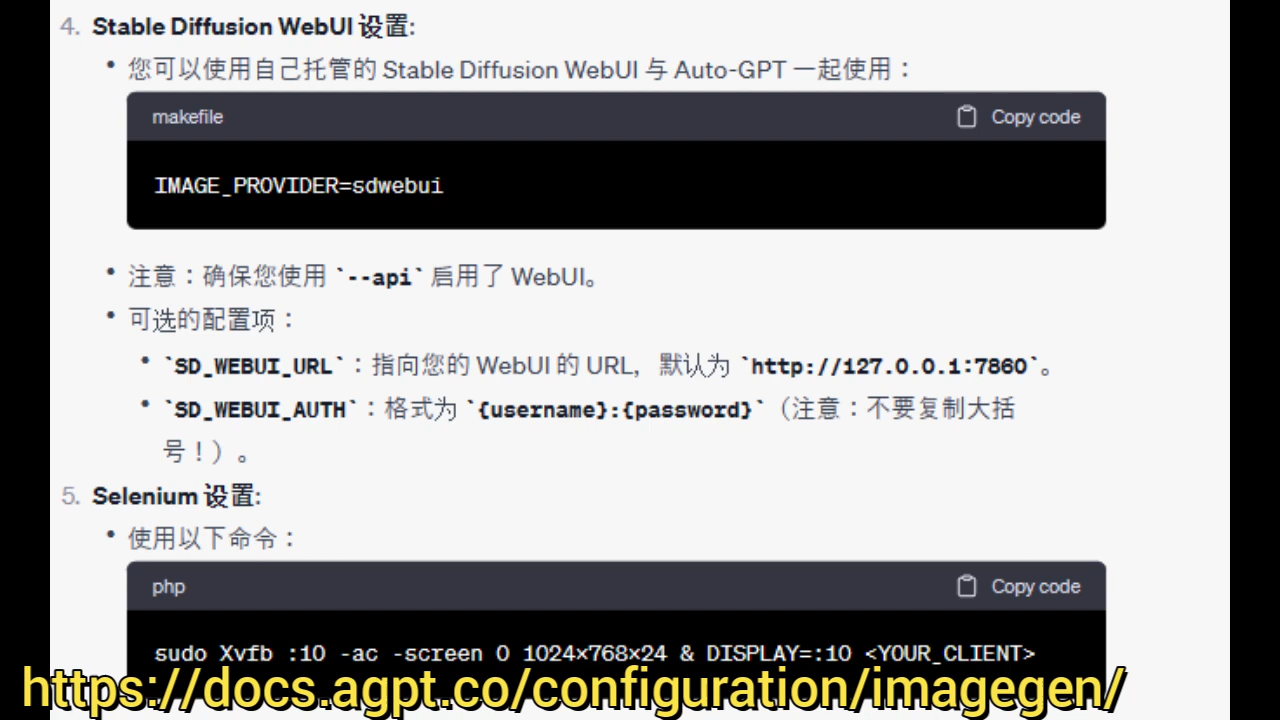 4. Stable Diffusion WebUI 设置:
• 您可以使用自己托管的 Stable Diffusion WebUI 与 Auto-GPT 一起使用：
makefile
Copy code
IMAGE_PROVIDER=sdwebui
• 注意：确保您使用 `--api` 启用了 WebUI。
• 可选的配置项：
• `SD_WEBUI_URL`：指向您的 WebUI 的 URL，默认为 `http://127.0.0.1:7860`。
• `SD_WEBUI_AUTH`：格式为 `{username}:{password}`（注意：不要复制大括
号！）。
5. Selenium 设置:
• 使用以下命令：
php
Copy code
sudo Xvfb :10 -ac -screen 0 1024x768x24 & DISPLAY=:10 <YOUR_CLIENT>
https://docs.agpt.co/configuration/imagegen/